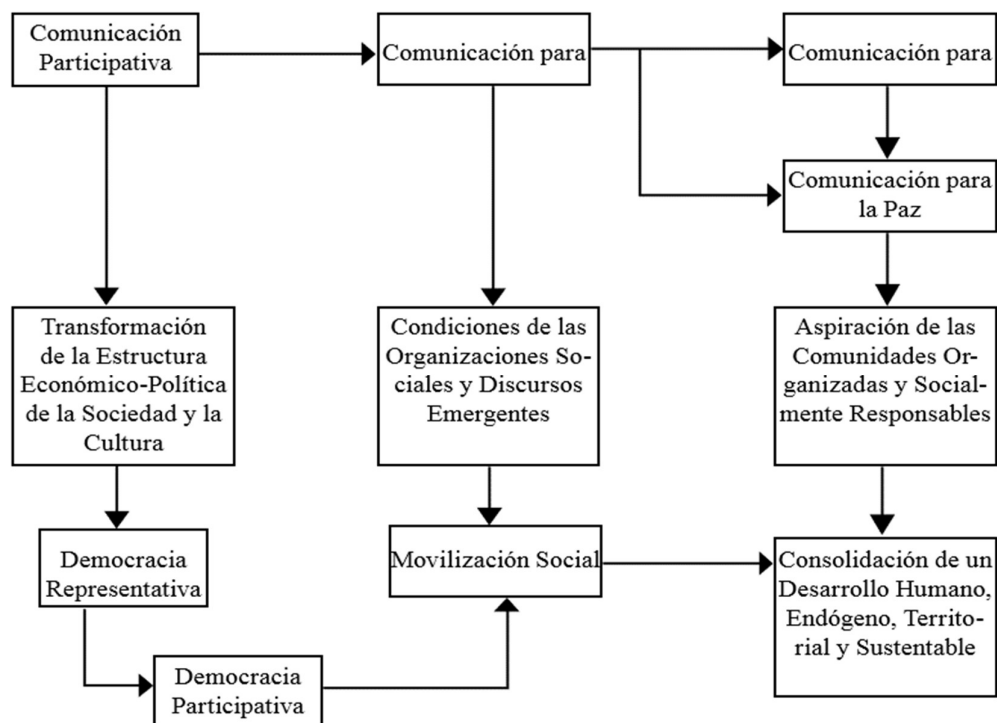 Comunicación
Participativa
Comunicación para
Comunicación para
Comunicación para
la Paz
Transformación
de la Estructura
Económico-Política
de la Sociedad y la
Cultura
Condiciones de las
Organizaciones So-
ciales y Discursos
Emergentes
Aspiración de las
Comunidades Or-
ganizadas y Social-
mente Responsables
Democracia
Representativa
Movilización Social
Consolidación de un
Desarrollo Humano,
Endógeno, Territo-
rial y Sustentable
Democracia
Participativa